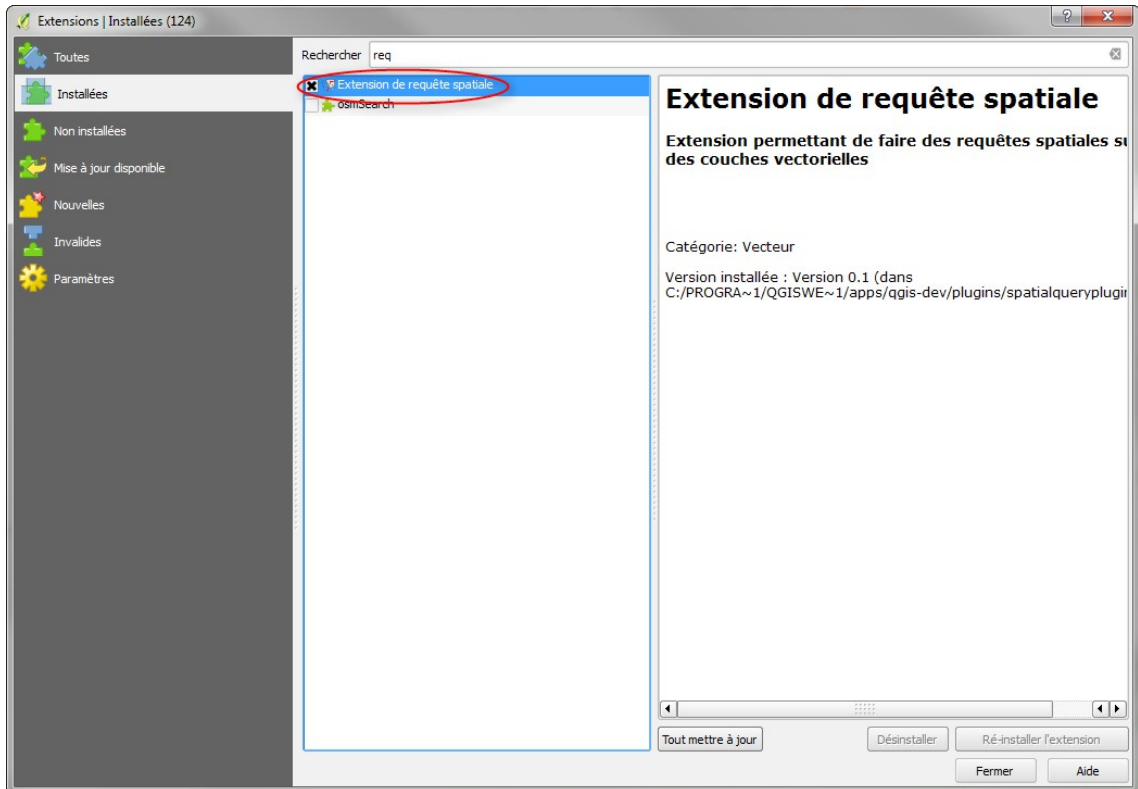 Extensions | Installées (124)
Toutes
Installées
Non installées
Mise à jour disponible
Nouvelles
Invalides
Paramètres
Rechercher req
Extension de requête spatiale
osmSearch
Extension de requête spatiale
Extension permettant de faire des requêtes spatiales su
des couches vectorielles
Catégorie: Vecteur
Version installée : Version 0.1 (dans
C:/PROGRA~1/QGISWE~1/apps/qgis-dev/plugins/spatialqueryplugin
Tout mettre à jour
Désinstaller
Ré-installer l'extension
Fermer
Aide